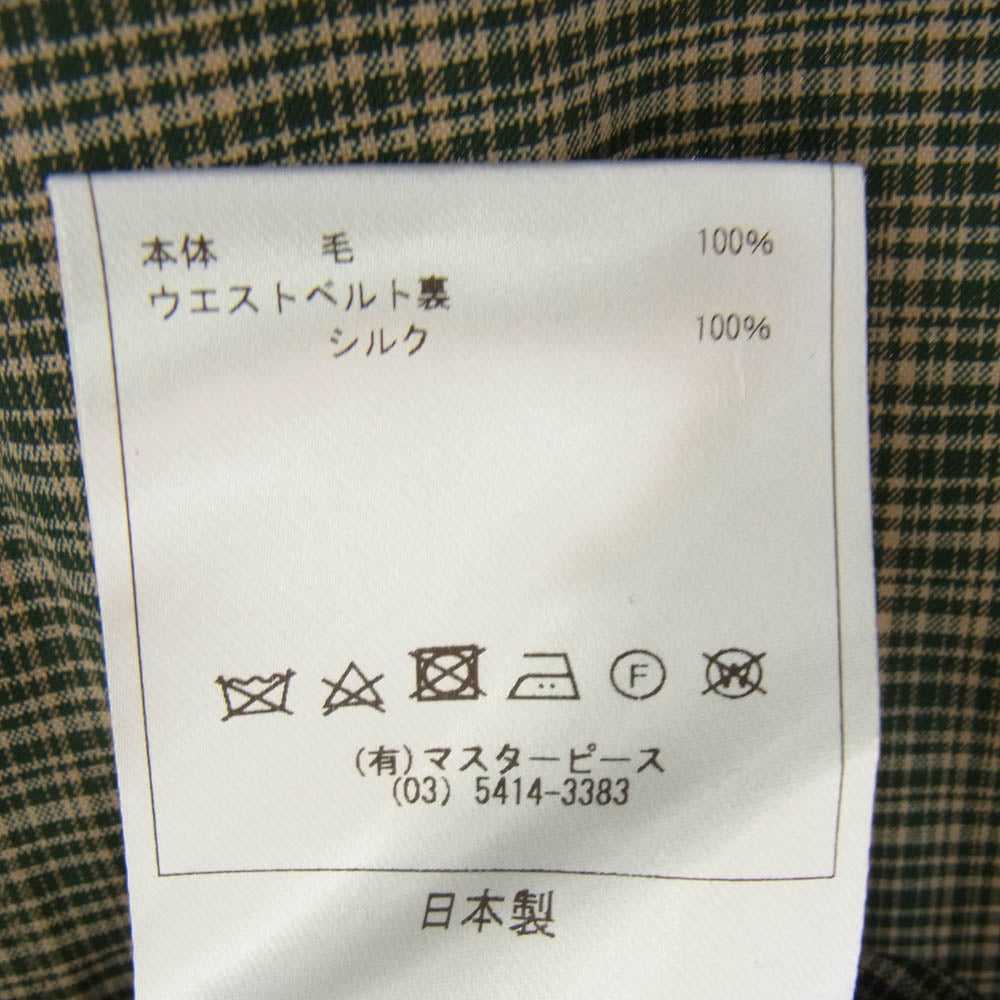 本体 毛 100%
ウエストベルト裏
シルク 100%
F W
(有)マスターピース
(03) 5414-3383
日本製